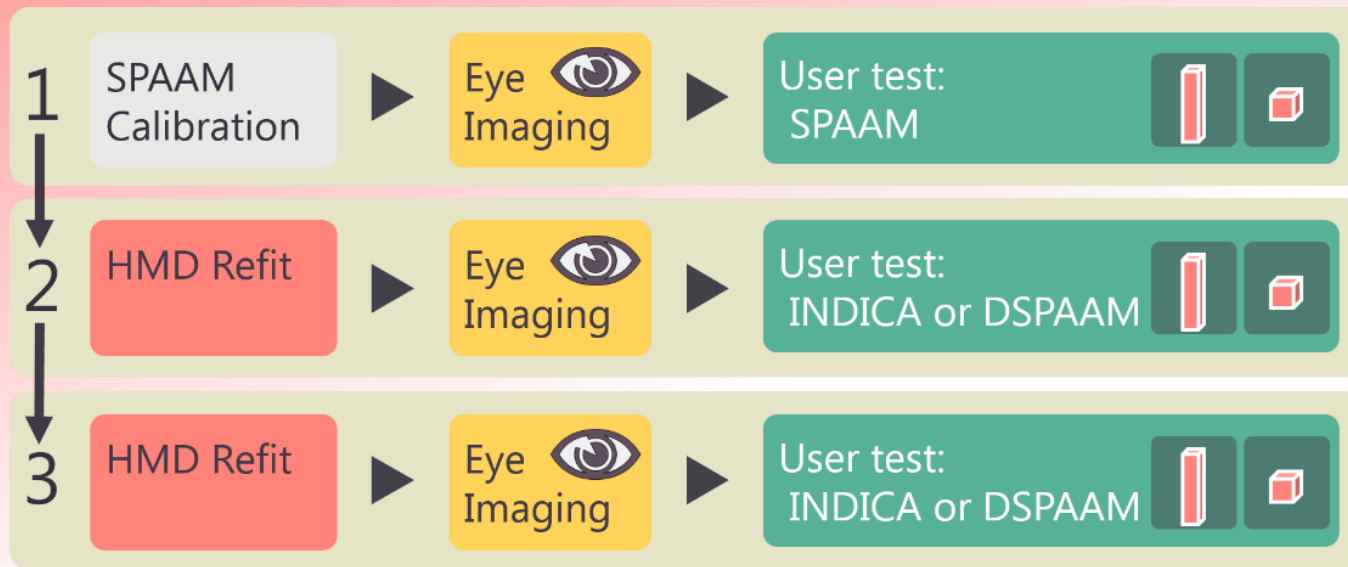 1
SPAAM
Calibration
Eye
Imaging
User test:
SPAAM
2
HMD Refit
Eye
Imaging
User test:
INDICA or DSPAAM
3
HMD Refit
Eye
Imaging
User test:
INDICA or DSPAAM